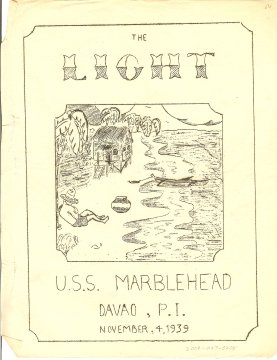 THE
LIGHT
U.S.S. MARBLEHEAD
DAVAO, P.I.
NOVEMBER, 4, 1939